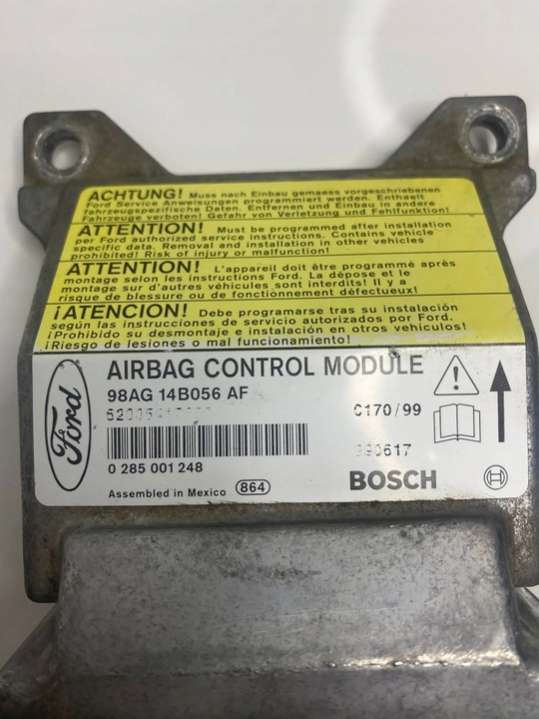 ACHTUNG! Muss nach Einbau gemaess vorgeschriebenen
Ford Service Anweisungen programmiert werden. Enthaelt
fahrzeugspezifische Daten. Entfernen und Einbau in andere
Fahrzeuge verboten! Gefahr von Verletzung und Fehlfunktion!
ATTENTION! Must be programmed after installation
per Ford authorized service instructions. Contains vehicle
specific data. Removal and installation in other vehicles
prohibited! Risk of injury or malfunction!
ATTENTION! L'appareil doit être programmé après
montage selon les instructions Ford. La dépose et le
montage sur d'autres véhicules sont interdits! Il y a
risque de blessure ou de fonctionnement défectueux!
¡ATENCION! Debe programarse tras su instalación
según las instrucciones de servicio autorizados por Ford.
¡Prohibido su desmontaje e instalación en otros vehículos!
¡Riesgo de lesiones o mal funcionamiento!
Ford
AIRBAG CONTROL MODULE
98AG 14B056 AF
C170/99
0 285 001 248
BOSCH
Assembled in Mexico 864